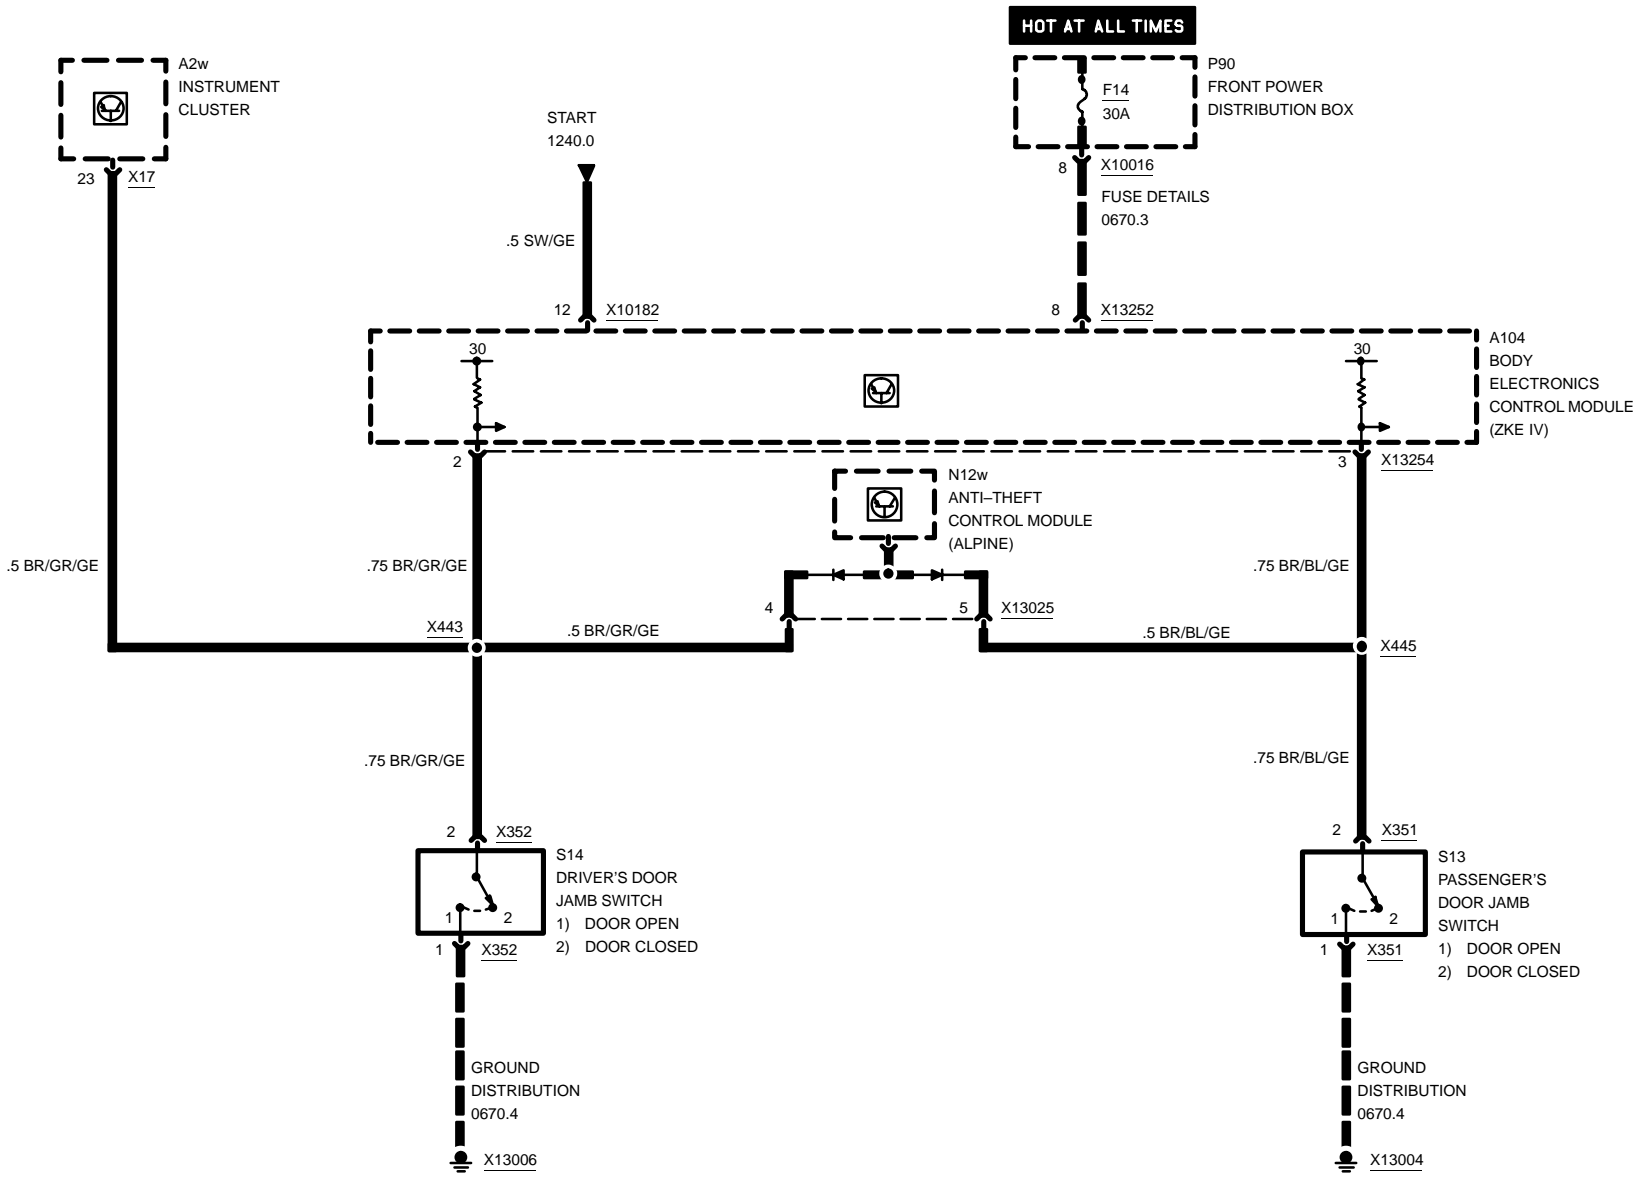 HOT AT ALL TIMES
A2w
INSTRUMENT
CLUSTER
23 X17
START
1240.0
.5 SW/GE
12 X10182
P90
FRONT POWER
DISTRIBUTION BOX
F14
30A
8 X10016
FUSE DETAILS
0670.3
8 X13252
30
30
A104
BODY
ELECTRONICS
CONTROL MODULE
(ZKE IV)
2
3 X13254
N12w
ANTI–THEFT
CONTROL MODULE
(ALPINE)
.5 BR/GR/GE
.75 BR/GR/GE
.75 BR/BL/GE
4
5 X13025
X443
.5 BR/GR/GE
.5 BR/BL/GE
X445
.75 BR/GR/GE
.75 BR/BL/GE
2 X352
S14
DRIVER'S DOOR
JAMB SWITCH
1) DOOR OPEN
2) DOOR CLOSED
1 2
1 X352
GROUND
DISTRIBUTION
0670.4
X13006
2 X351
S13
PASSENGER'S
DOOR JAMB
SWITCH
1) DOOR OPEN
2) DOOR CLOSED
1 2
1 X351
GROUND
DISTRIBUTION
0670.4
X13004